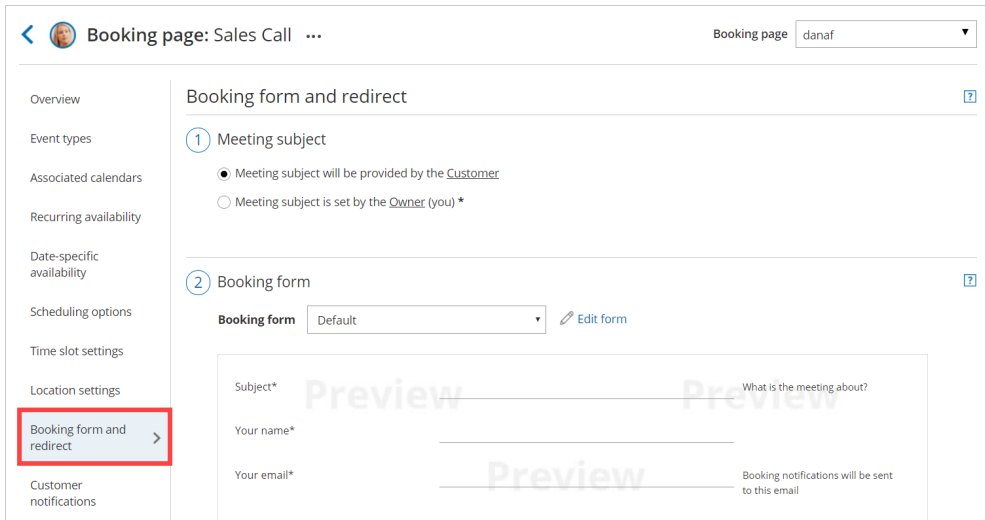 Booking page: Sales Call ...
Booking page danaf
Overview
Event types
Associated calendars
Recurring availability
Date-specific
availability
Scheduling options
Time slot settings
Location settings
Booking form and
redirect
Customer
notifications
Booking form and redirect ?
1 Meeting subject
Meeting subject will be provided by the Customer
Meeting subject is set by the Owner (you) *
2 Booking form ?
Booking form Default Edit form
Preview Preview
Subject* What is the meeting about?
Your name*
Preview
Your email* Booking notifications will be sent
to this email